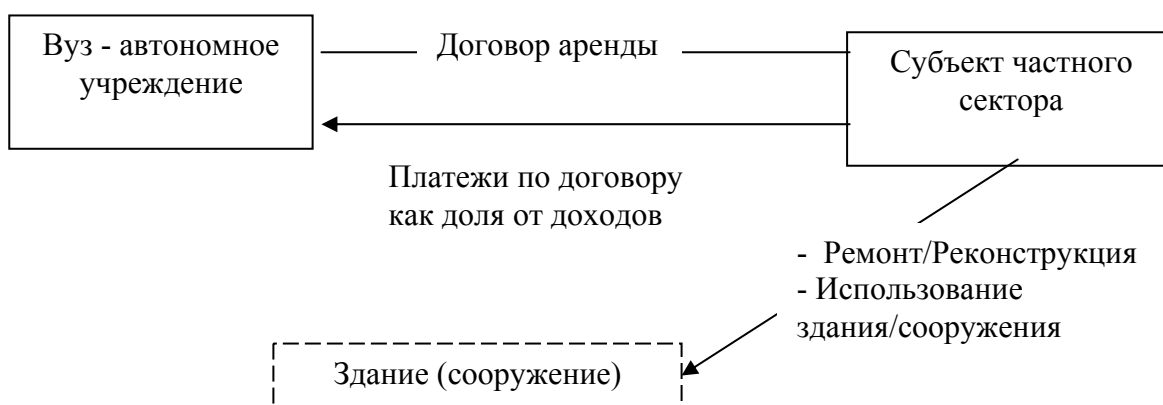 Вуз - автономное
учреждение
Договор аренды
Субъект частного
сектора
Платежи по договору
как доля от доходов
- Ремонт/Реконструкция
- Использование
здания/сооружения
Здание (сооружение)